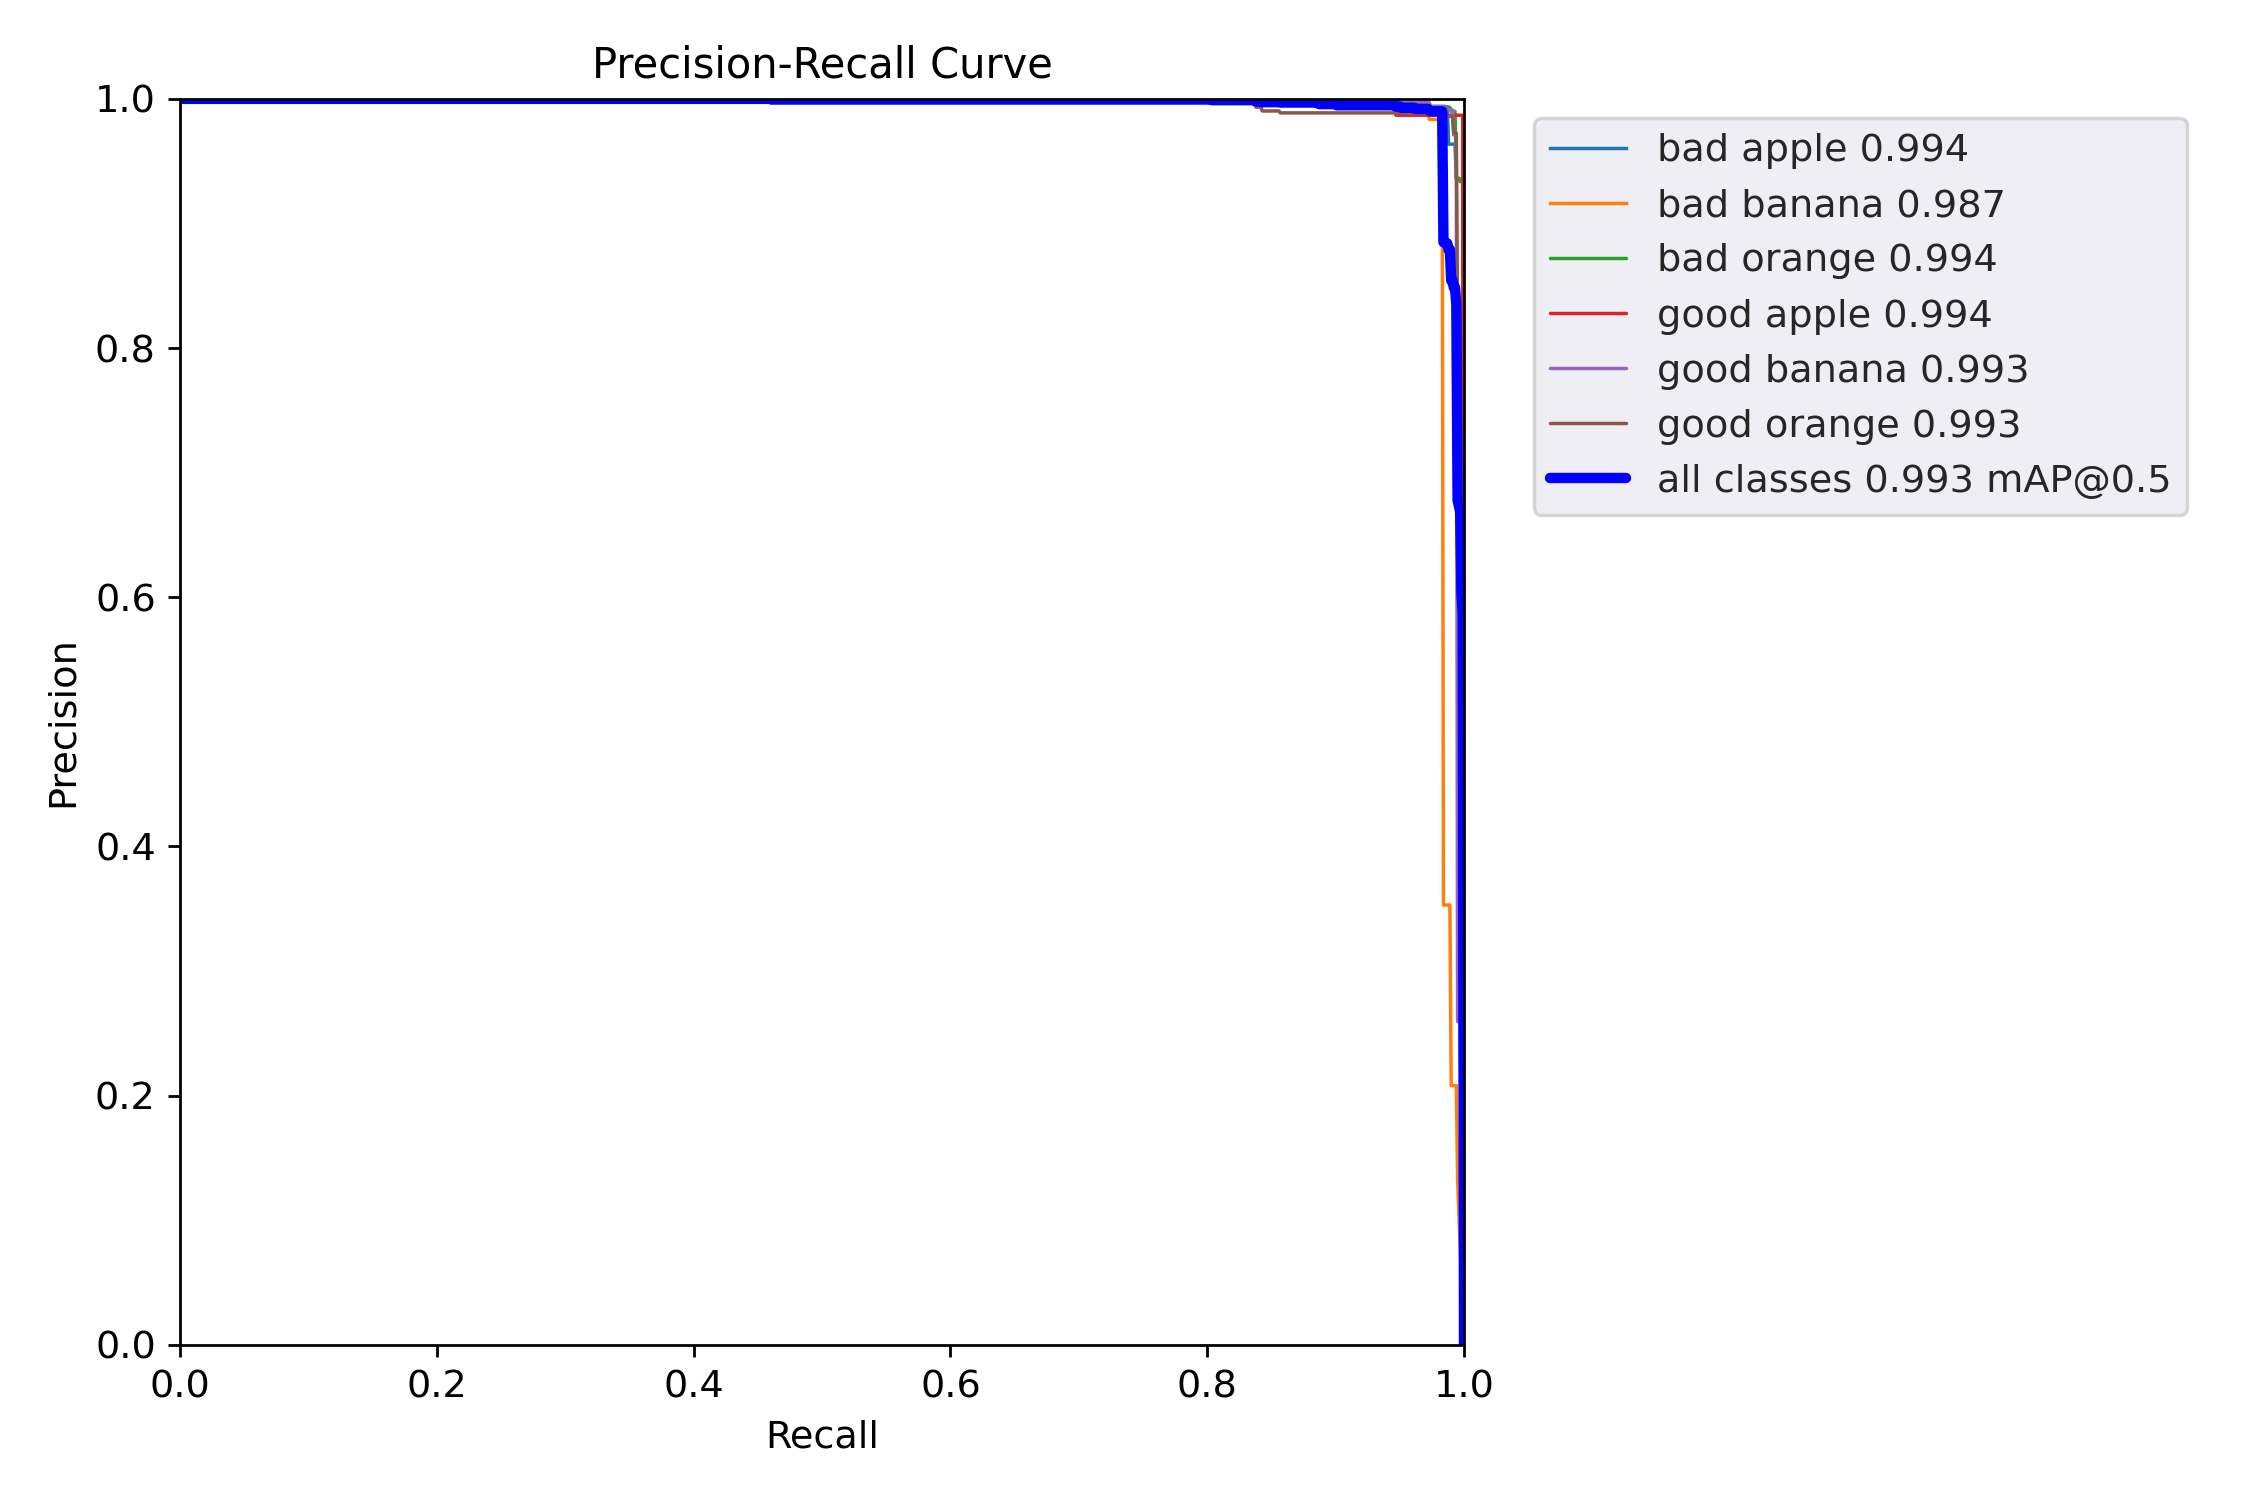 Precision-Recall Curve
1.0
0.8
0.6
0.4
0.2
0.0
Precision
0.0 0.2 0.4 0.6 0.8 1.0
Recall
bad apple 0.994
bad banana 0.987
bad orange 0.994
good apple 0.994
good banana 0.993
good orange 0.993
all classes 0.993 mAP@0.5